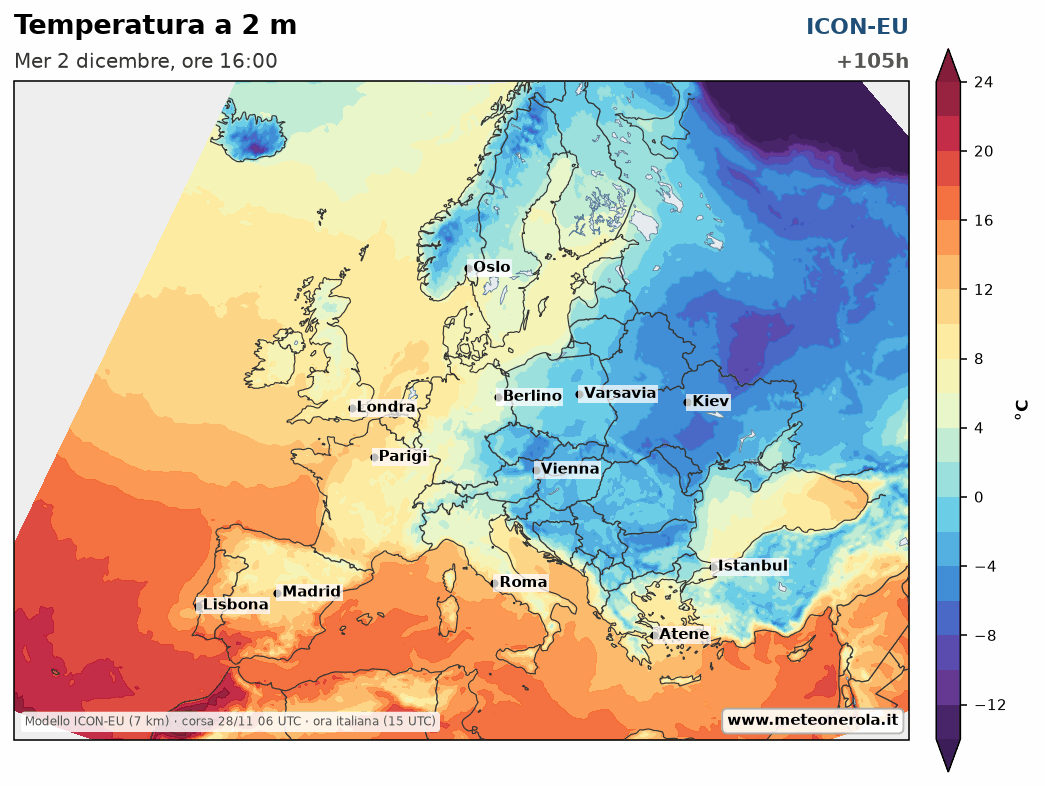 Temperatura a 2 m
ICON-EU
Mer 2 dicembre, ore 16:00
+105h
24
20
16
12
8
4
0
−4
−8
−12
°C
Oslo
Berlino
Varsavia
Kiev
Londra
Parigi
Vienna
Istanbul
Roma
Madrid
Lisbona
Atene
Modello ICON-EU (7 km) · corsa 28/11 06 UTC · ora italiana (15 UTC)
www.meteonerola.it